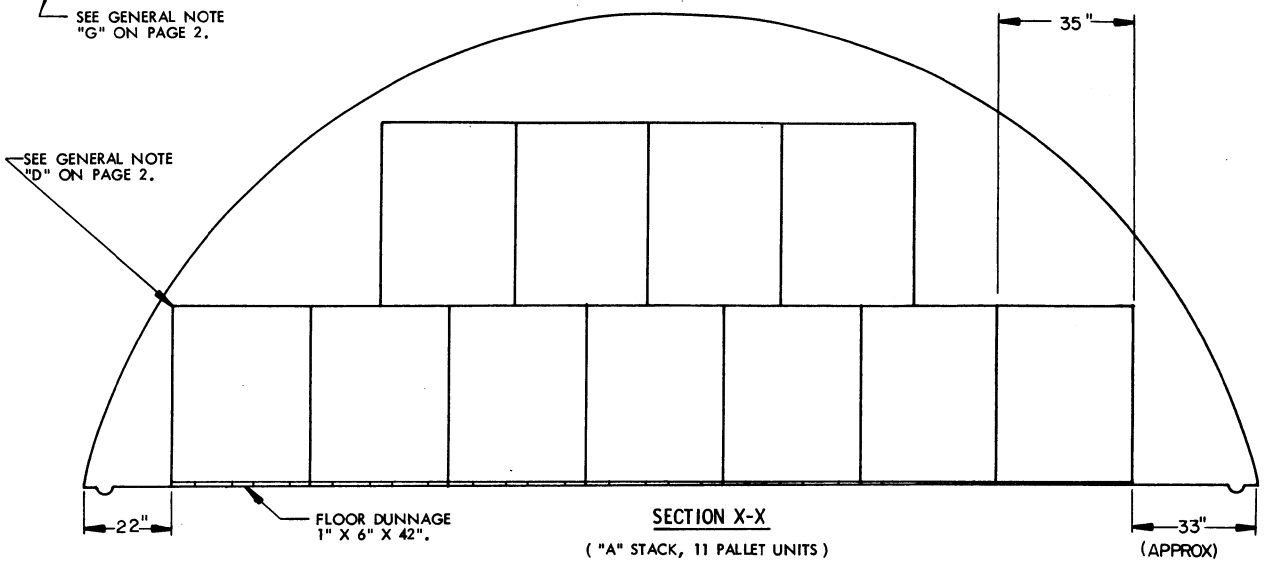 SEE GENERAL NOTE
"G" ON PAGE 2.
35"
SEE GENERAL NOTE
"D" ON PAGE 2.
22"
FLOOR DUNNAGE
1" X 6" X 42".
SECTION X-X
( "A" STACK, 11 PALLET UNITS )
33"
(APPROX)